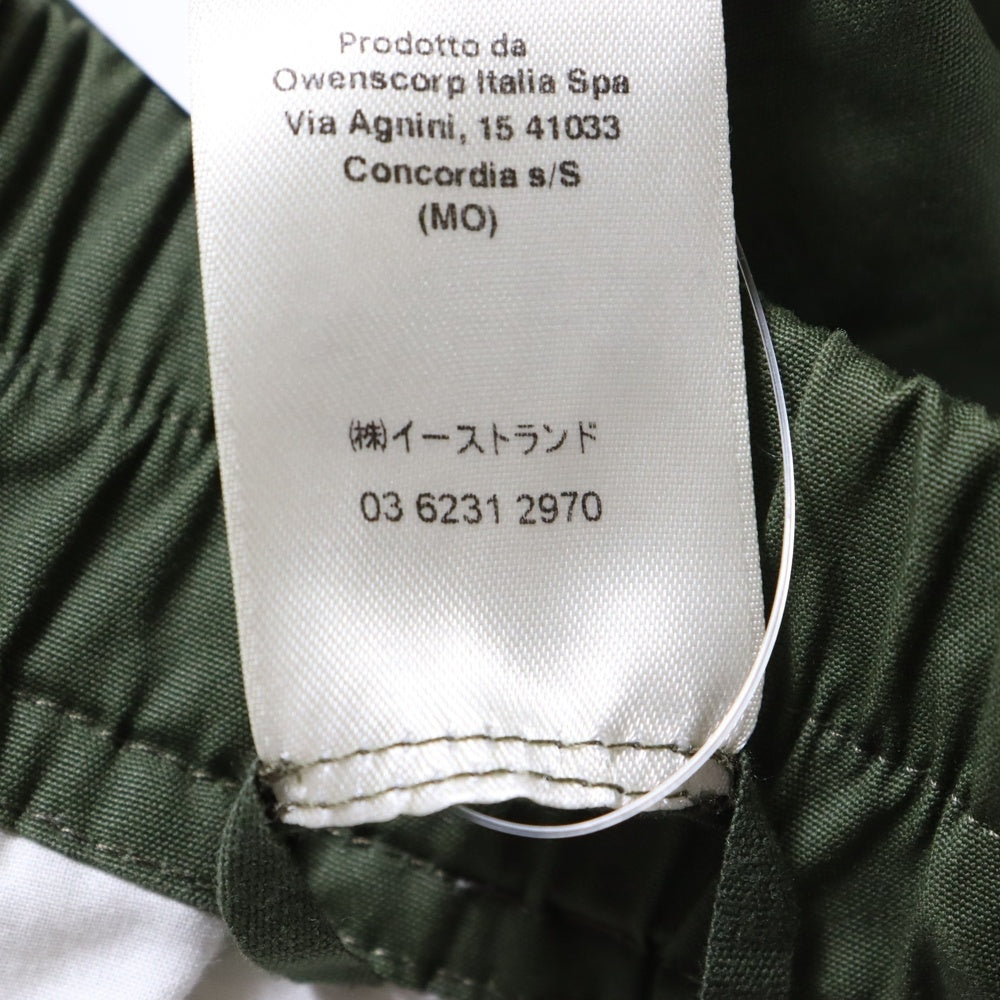 Prodotto da
Owenscorp Italia Spa
Via Agnini, 15 41033
Concordia s/S
(MO)
㈱イーストランド
03 6231 2970